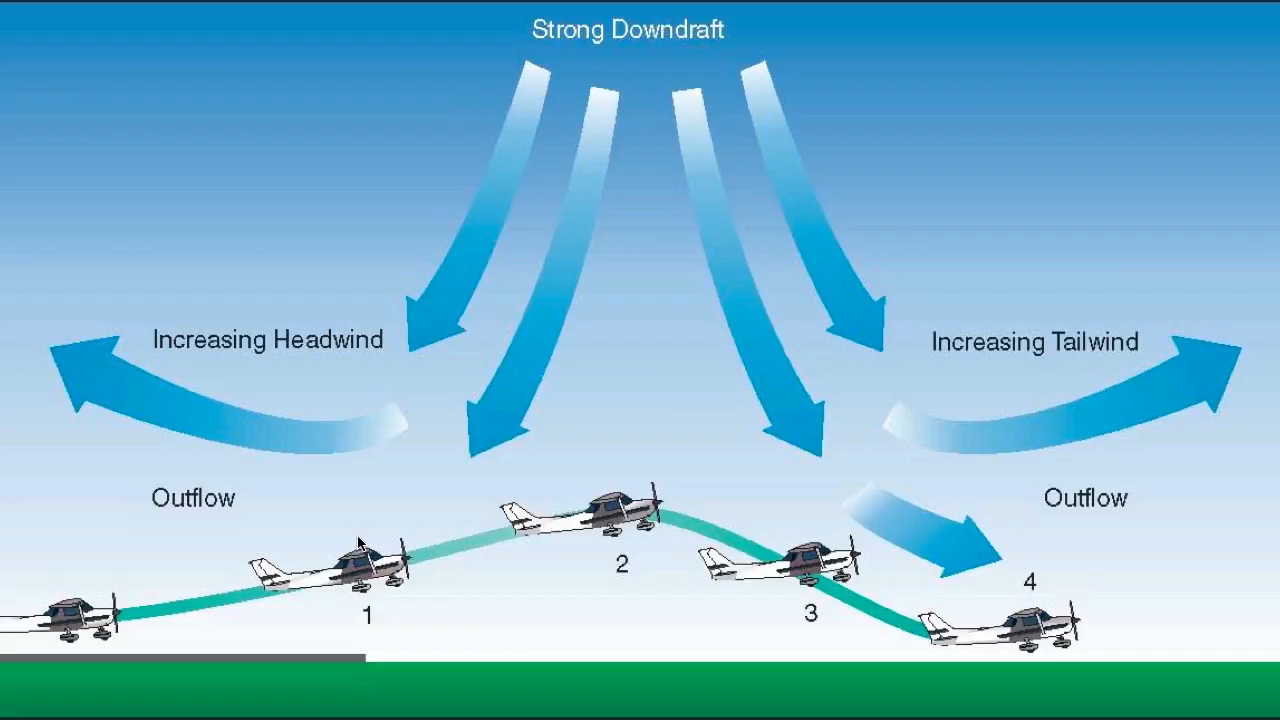 Strong Downdraft
Increasing Headwind
Increasing Tailwind
Outflow
Outflow
1
2
3
4